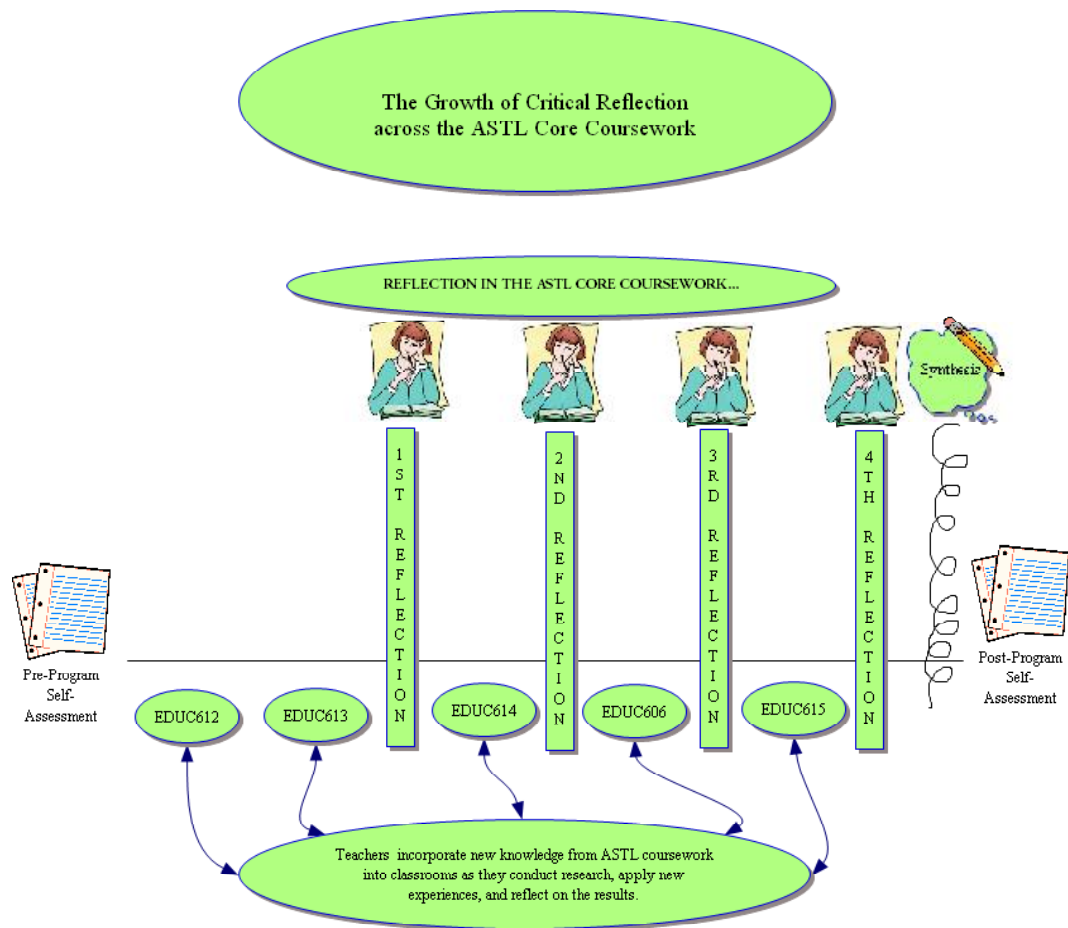 The Growth of Critical Reflection
across the ASTL Core Coursework
REFLECTION IN THE ASTL CORE COURSEWORK...
Synthesis
1ST REFLECTION
2ND REFLECTION
3RD REFLECTION
4TH REFLECTION
Pre-Program
Self-
Assessment
Post-Program
Self-
Assessment
EDUC612
EDUC613
EDUC614
EDUC606
EDUC615
Teachers incorporate new knowledge from ASTL coursework
into classrooms as they conduct research, apply new
experiences, and reflect on the results.